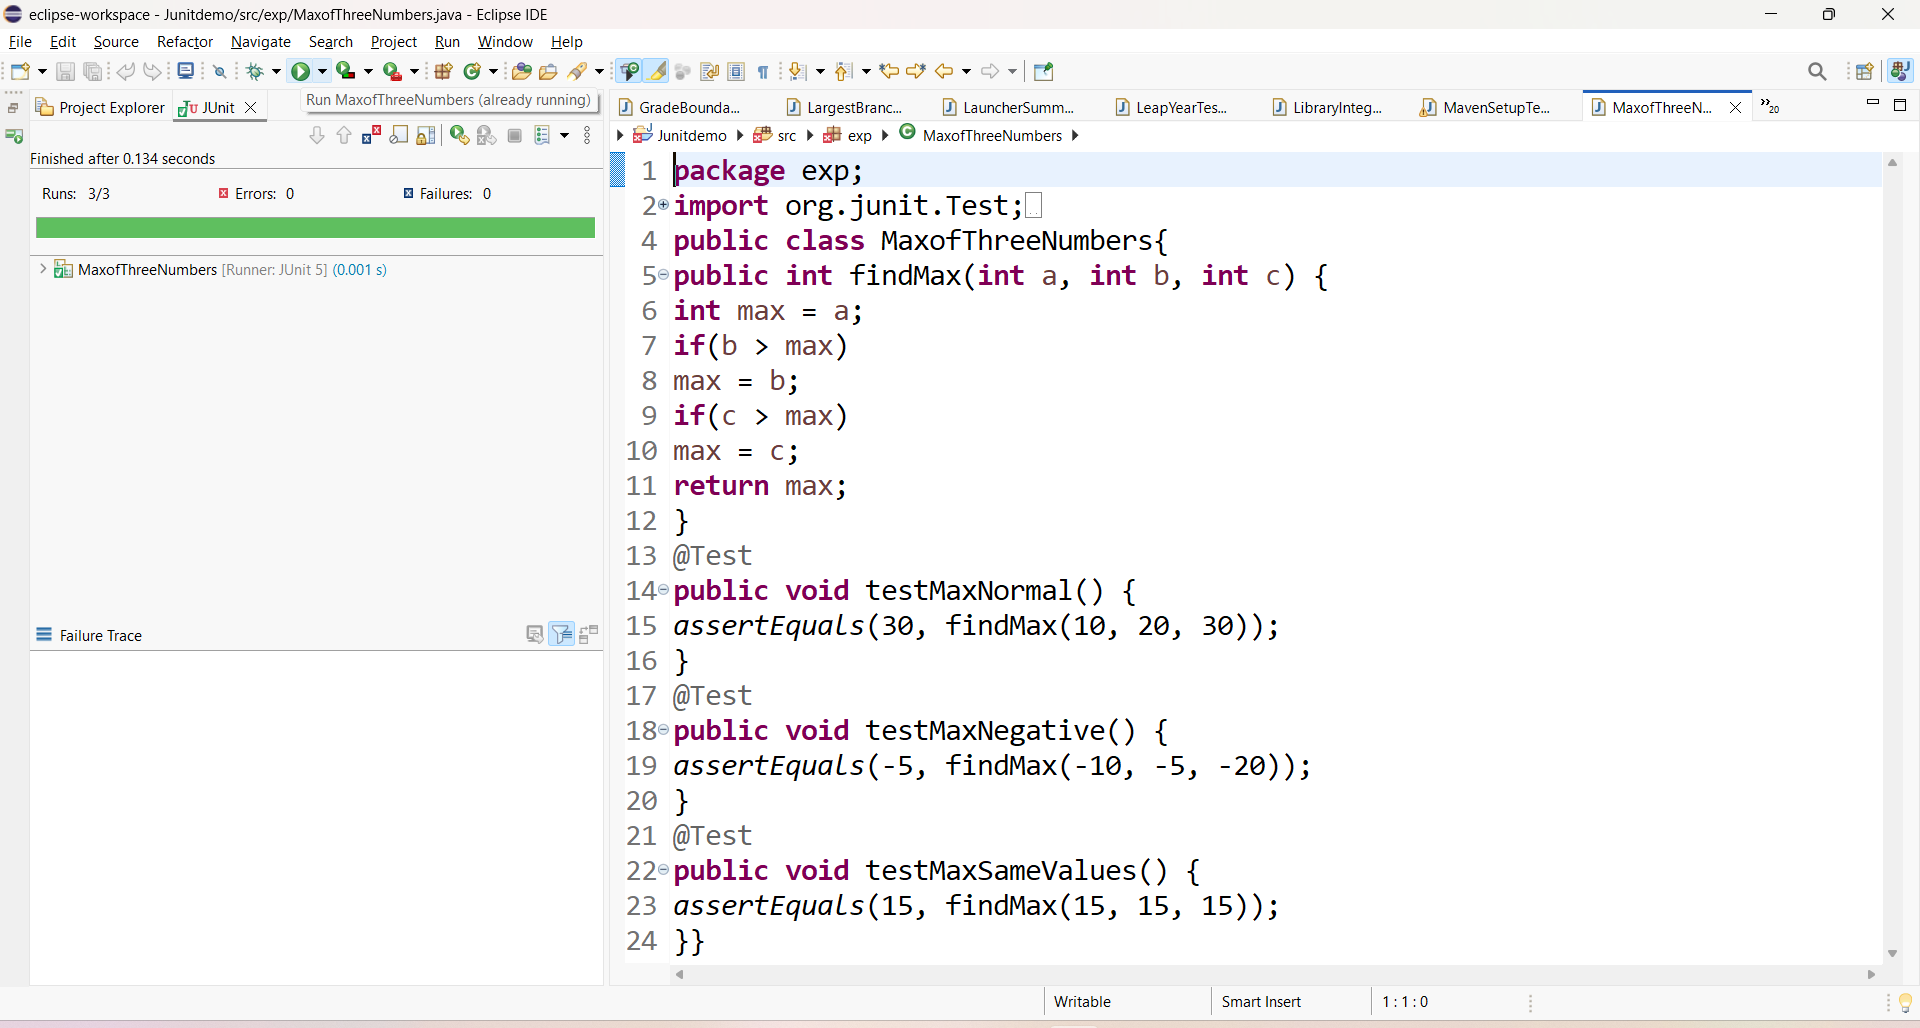 eclipse-workspace - Junitdemo/src/exp/MaxofThreeNumbers.java - Eclipse IDE
File Edit Source Refactor Navigate Search Project Run Window Help
Project Explorer JUnit
Run MaxofThreeNumbers (already running)
GradeBounda... LargestBranc... LauncherSumm... LeapYearTes... LibraryInteg... MavenSetupTe... MaxofThreeN... »20
Junitdemo src exp MaxofThreeNumbers
Finished after 0.134 seconds
Runs: 3/3 Errors: 0 Failures: 0
MaxofThreeNumbers [Runner: JUnit 5] (0.001 s)
Failure Trace
1 package exp;
2 import org.junit.Test;
4 public class MaxofThreeNumbers{
5 public int findMax(int a, int b, int c) {
6 int max = a;
7 if(b > max)
8 max = b;
9 if(c > max)
10 max = c;
11 return max;
12 }
13 @Test
14 public void testMaxNormal() {
15 assertEquals(30, findMax(10, 20, 30));
16 }
17 @Test
18 public void testMaxNegative() {
19 assertEquals(-5, findMax(-10, -5, -20));
20 }
21 @Test
22 public void testMaxSameValues() {
23 assertEquals(15, findMax(15, 15, 15));
24 }}
Writable Smart Insert 1 : 1 : 0